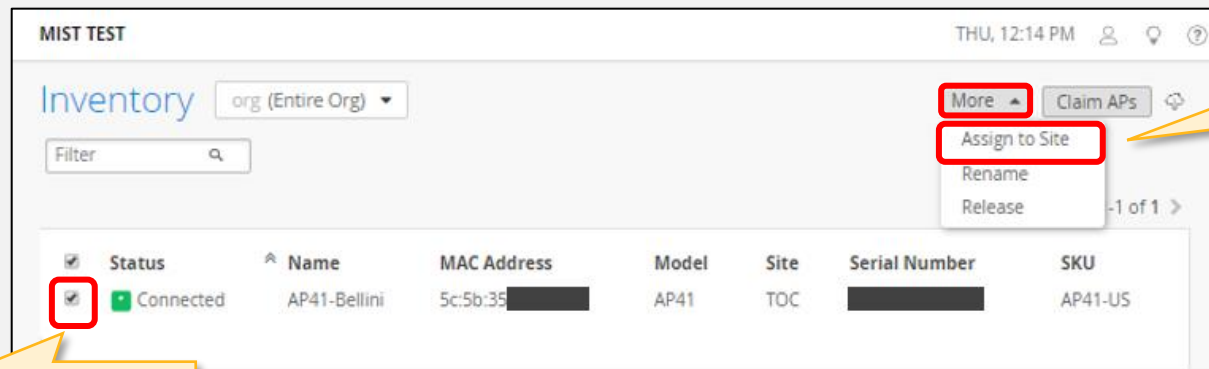 MIST TEST THU, 12:14 PM
Inventory org (Entire Org) More Claim APs
Filter
Assign to Site
Rename
Release
-1 of 1
Status Name MAC Address Model Site Serial Number SKU
Connected AP41-Bellini 5c:5b:35 AP41 TOC AP41-US